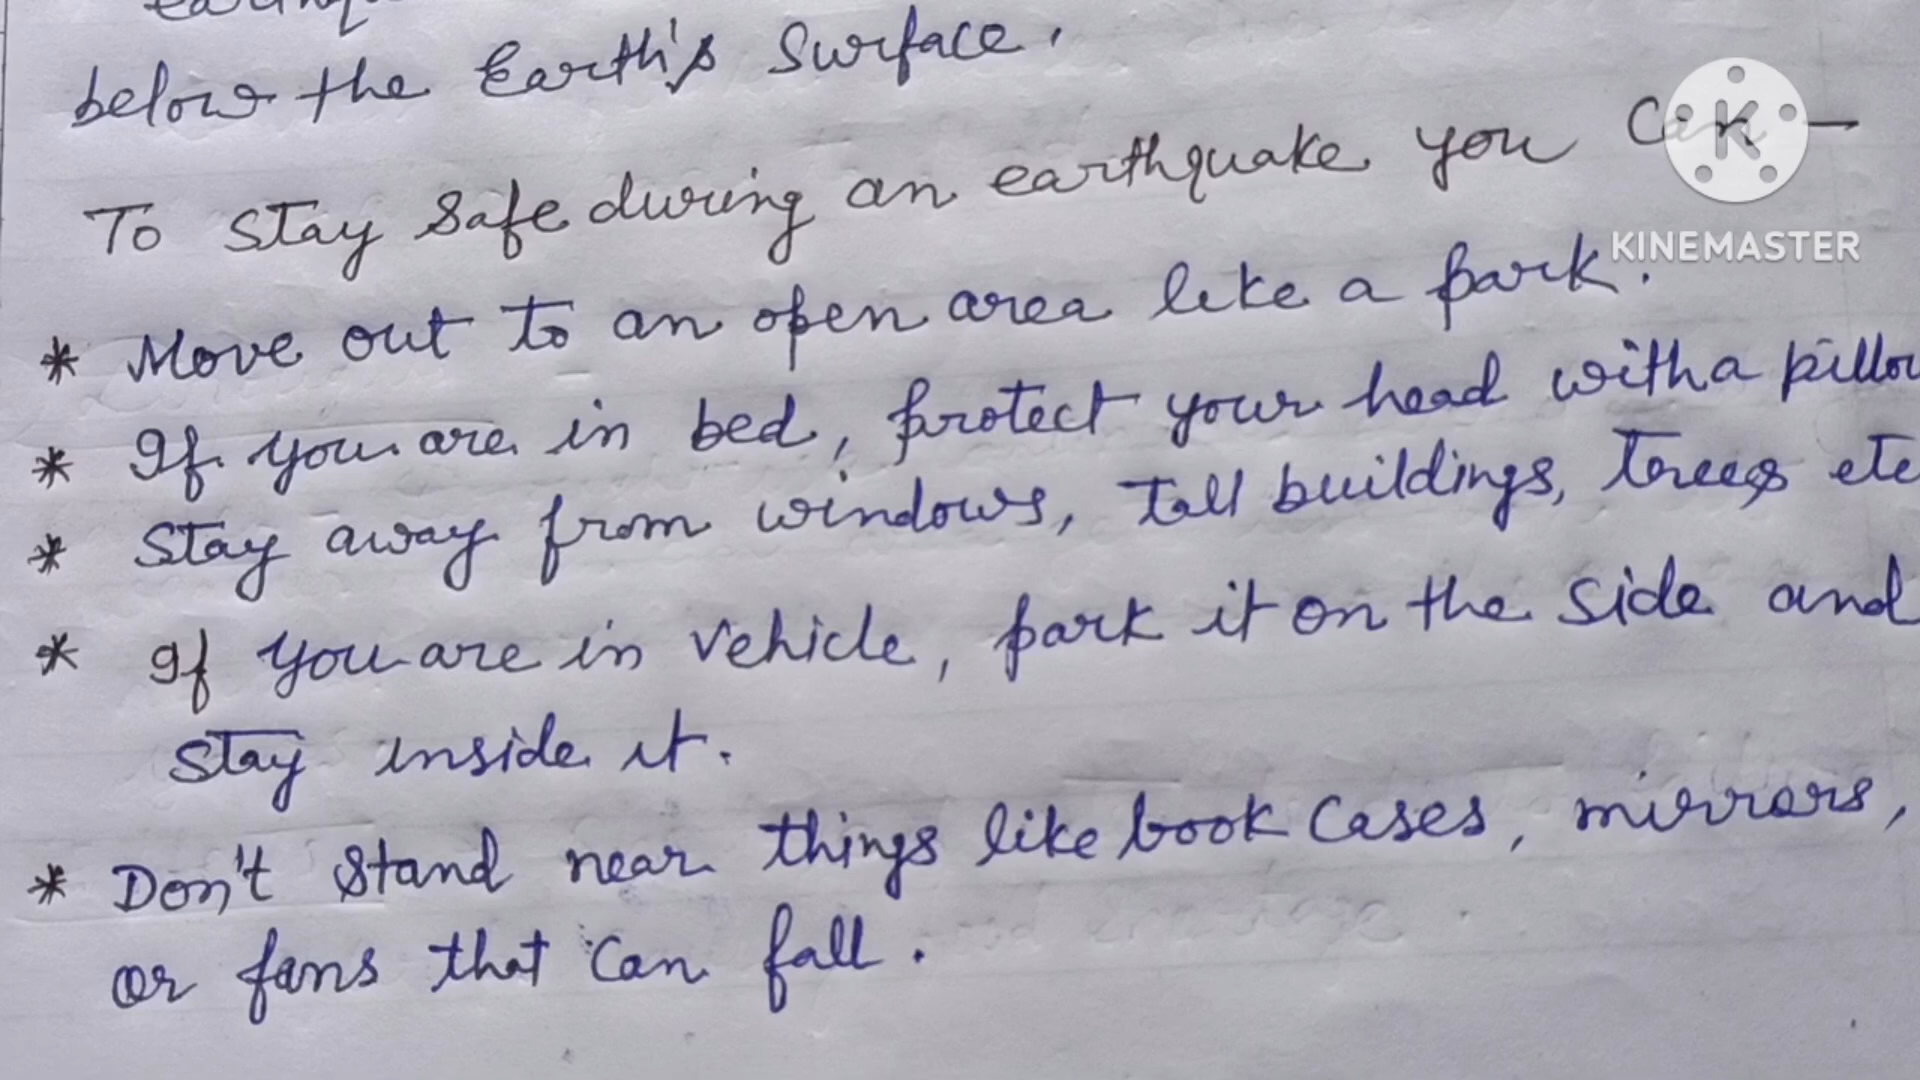 below the Earth's Surface.
To stay safe during an earthquake you Can -
KINEMASTER
* Move out to an open area like a park.
* If you are in bed, protect your head with a pillow
* Stay away from windows, tall buildings, trees etc
* If you are in vehicle, park it on the side and
stay inside it.
* Don't stand near things like book cases, mirrors,
or fans that can fall.